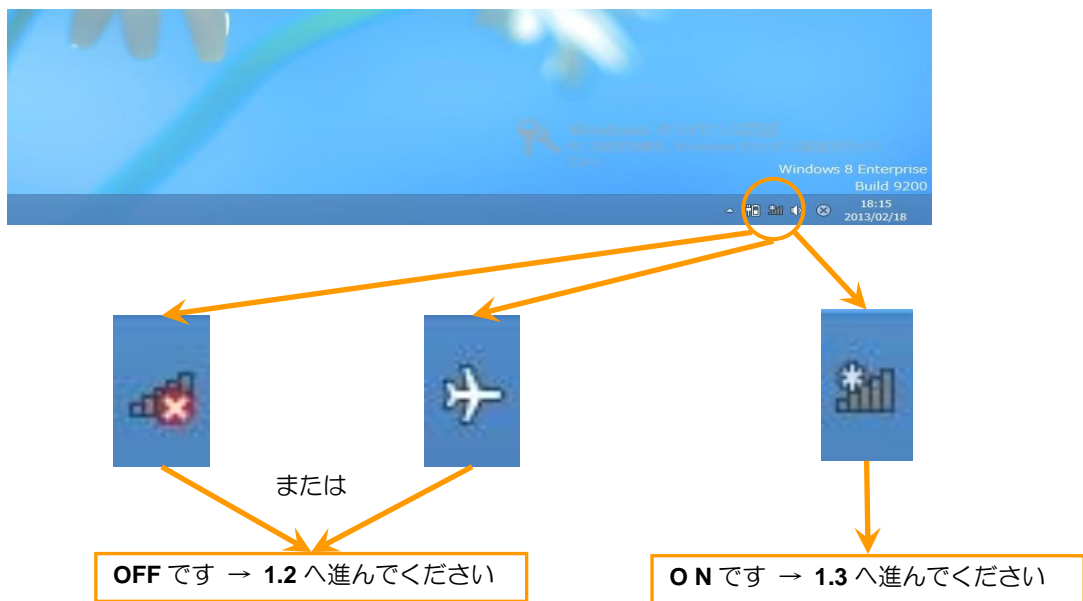 Windows 8 Enterprise
Build 9200
18:15
2013/02/18
または
OFF です → 1.2 へ進んでください
O N です → 1.3 へ進んでください